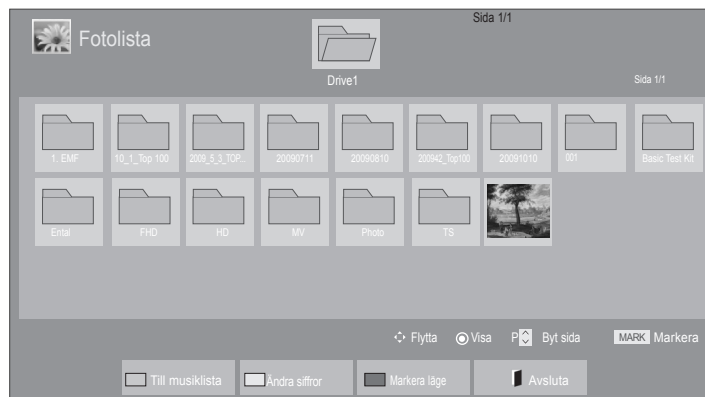 Sida 1/1
Fotolista
Drive1
Sida 1/1
1. EMF
10_1_Top 100
2009_5_3_TOP...
20090711
20090810
200942_Top100
20091010
001
Basic Test Kit
Ental
FHD
HD
MV
Photo
TS
Flytta Visa P Byt sida MARK Markera
Till musiklista Ändra siffror Markera läge Avsluta